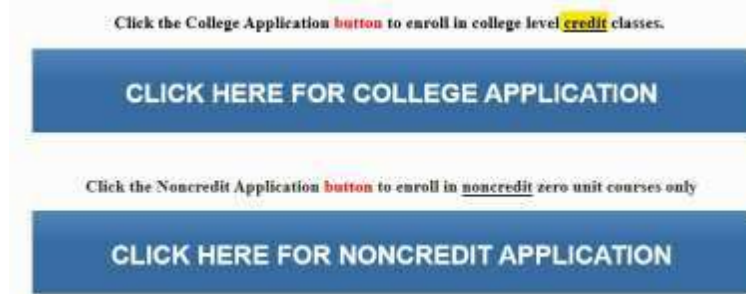 Click the College Application button to enroll in college level credit classes.
CLICK HERE FOR COLLEGE APPLICATION
Click the Noncredit Application button to enroll in noncredit zero unit courses only
CLICK HERE FOR NONCREDIT APPLICATION